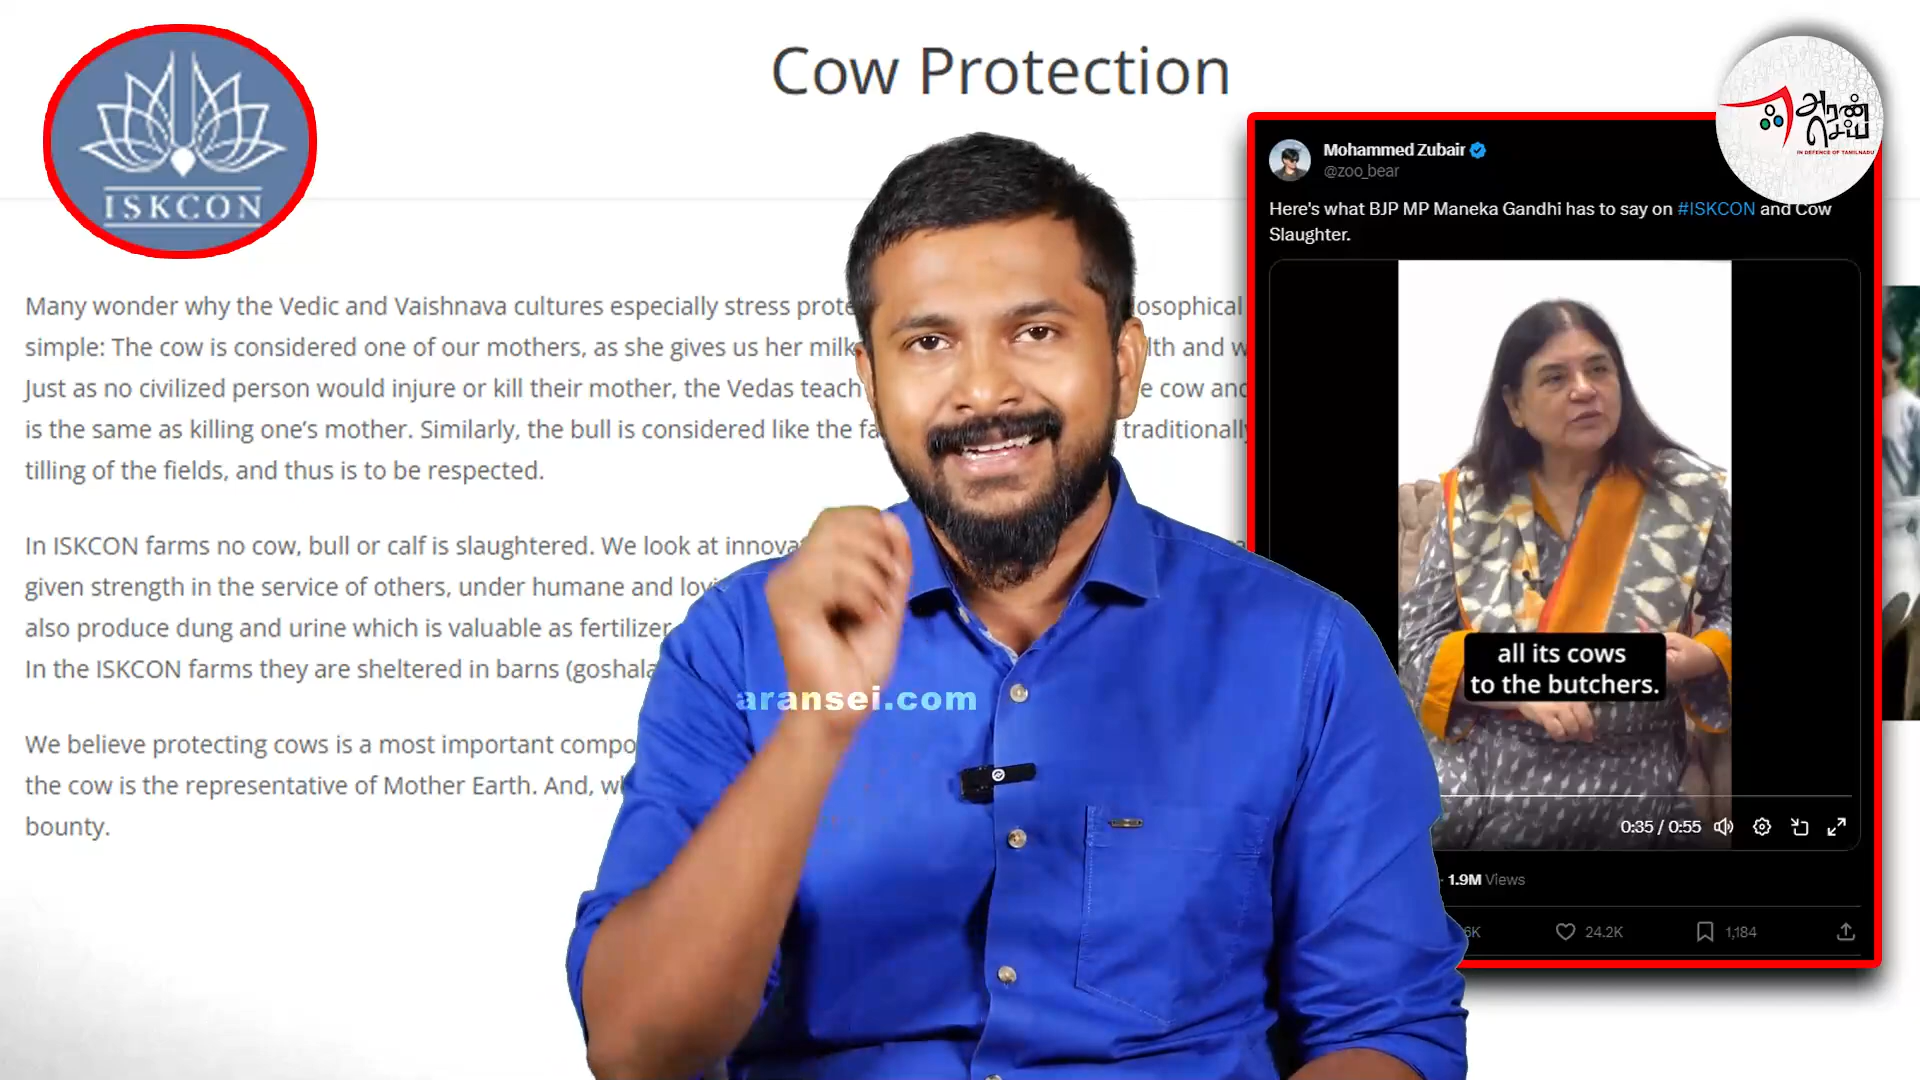 ISKCON
Cow Protection
அரண்
செய்
IN DEFENCE OF TAMILNADU
Many wonder why the Vedic and Vaishnava cultures especially stress
simple: The cow is considered one of our mothers, as she gives us her milk
Just as no civilized person would injure or kill their mother, the Vedas teach
e cow and
is the same as killing one's mother. Similarly, the bull is considered like the
traditionally
tilling of the fields, and thus is to be respected.
In ISKCON farms no cow, bull or calf is slaughtered. We look at
given strength in the service of others, under humane and
also produce dung and urine which is valuable as fertilizer
In the ISKCON farms they are sheltered in barns (goshala
We believe protecting cows is a most important
the cow is the representative of Mother Earth. And,
bounty.
aransei.com
Mohammed Zubair
@zoo_bear
Here's what BJP MP Maneka Gandhi has to say on #ISKCON and Cow
Slaughter.
all its cows
to the butchers.
0:35 / 0:55
1.9M Views
6K 24.2K 1,184